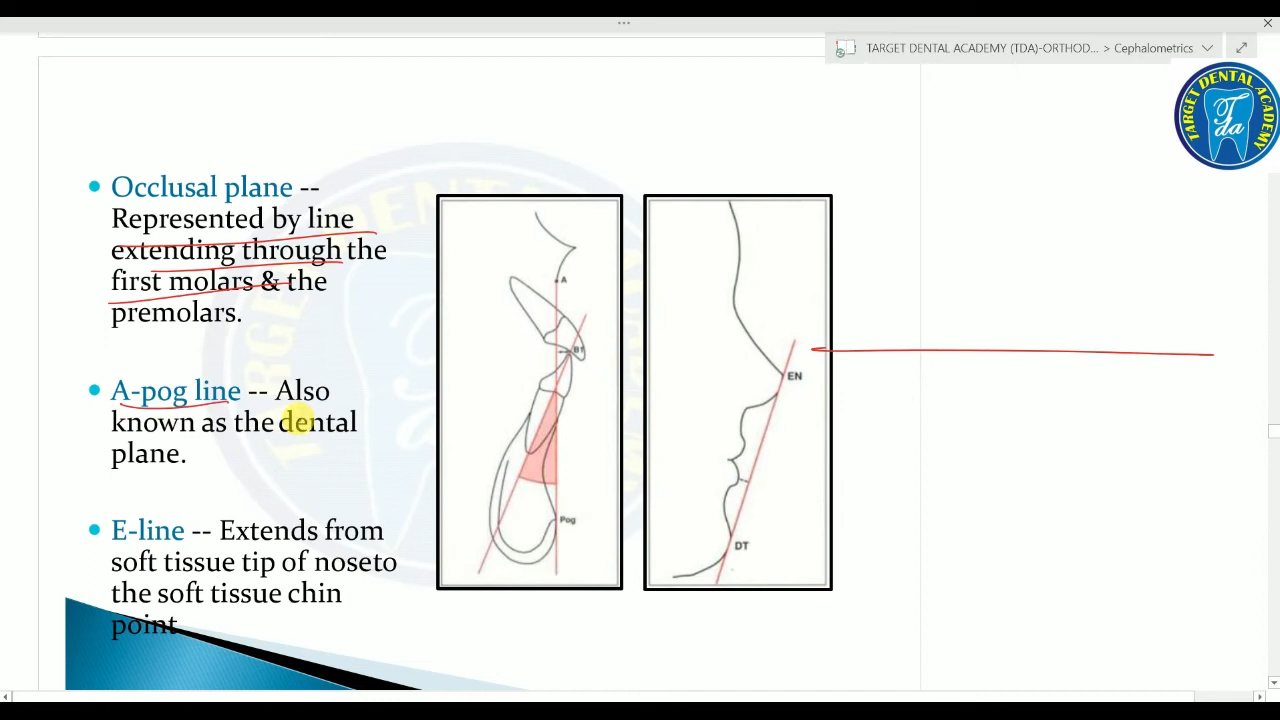 TARGET DENTAL ACADEMY (TDA)-ORTHOD... > Cephalometrics
TARGET DENTAL ACADEMY
Tda
Occlusal plane --
Represented by line
extending through the
first molars & the
premolars.
A-pog line -- Also
known as the dental
plane.
E-line -- Extends from
soft tissue tip of noseto
the soft tissue chin
point
A
BT
Pog
EN
DT